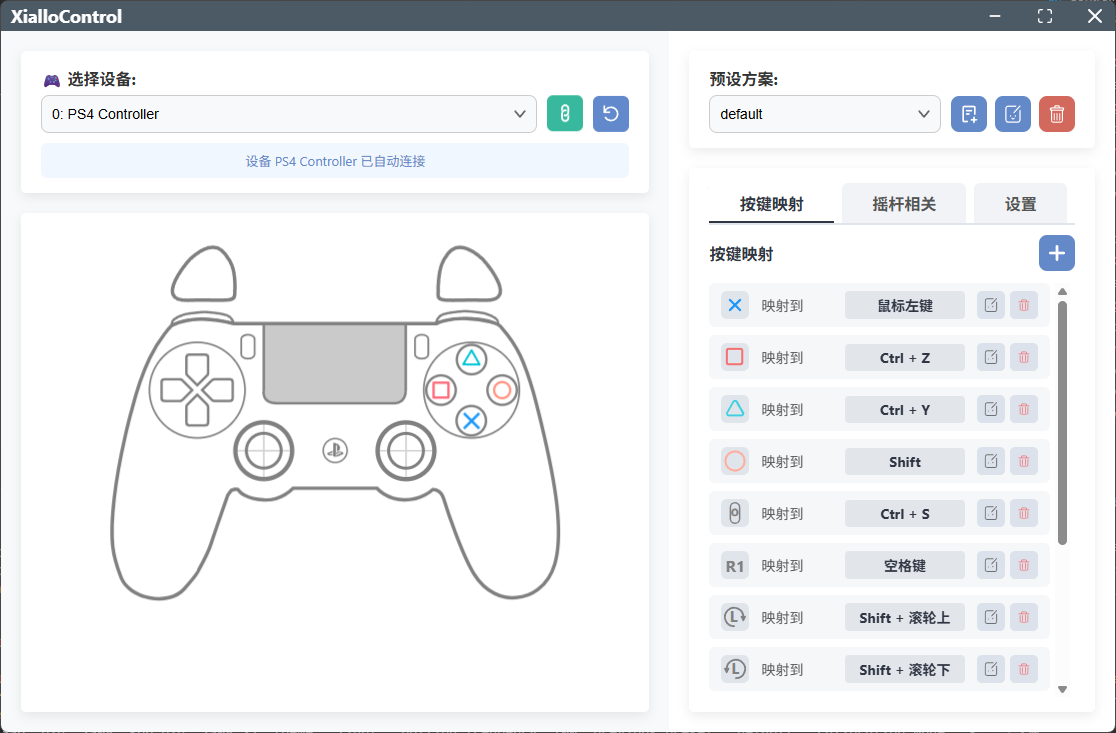 XialloControl
选择设备:
0: PS4 Controller
设备 PS4 Controller 已自动连接
预设方案:
default
按键映射 摇杆相关 设置
按键映射
映射到 鼠标左键
映射到 Ctrl + Z
映射到 Ctrl + Y
映射到 Shift
映射到 Ctrl + S
R1 映射到 空格键
L 映射到 Shift + 滚轮上
L 映射到 Shift + 滚轮下